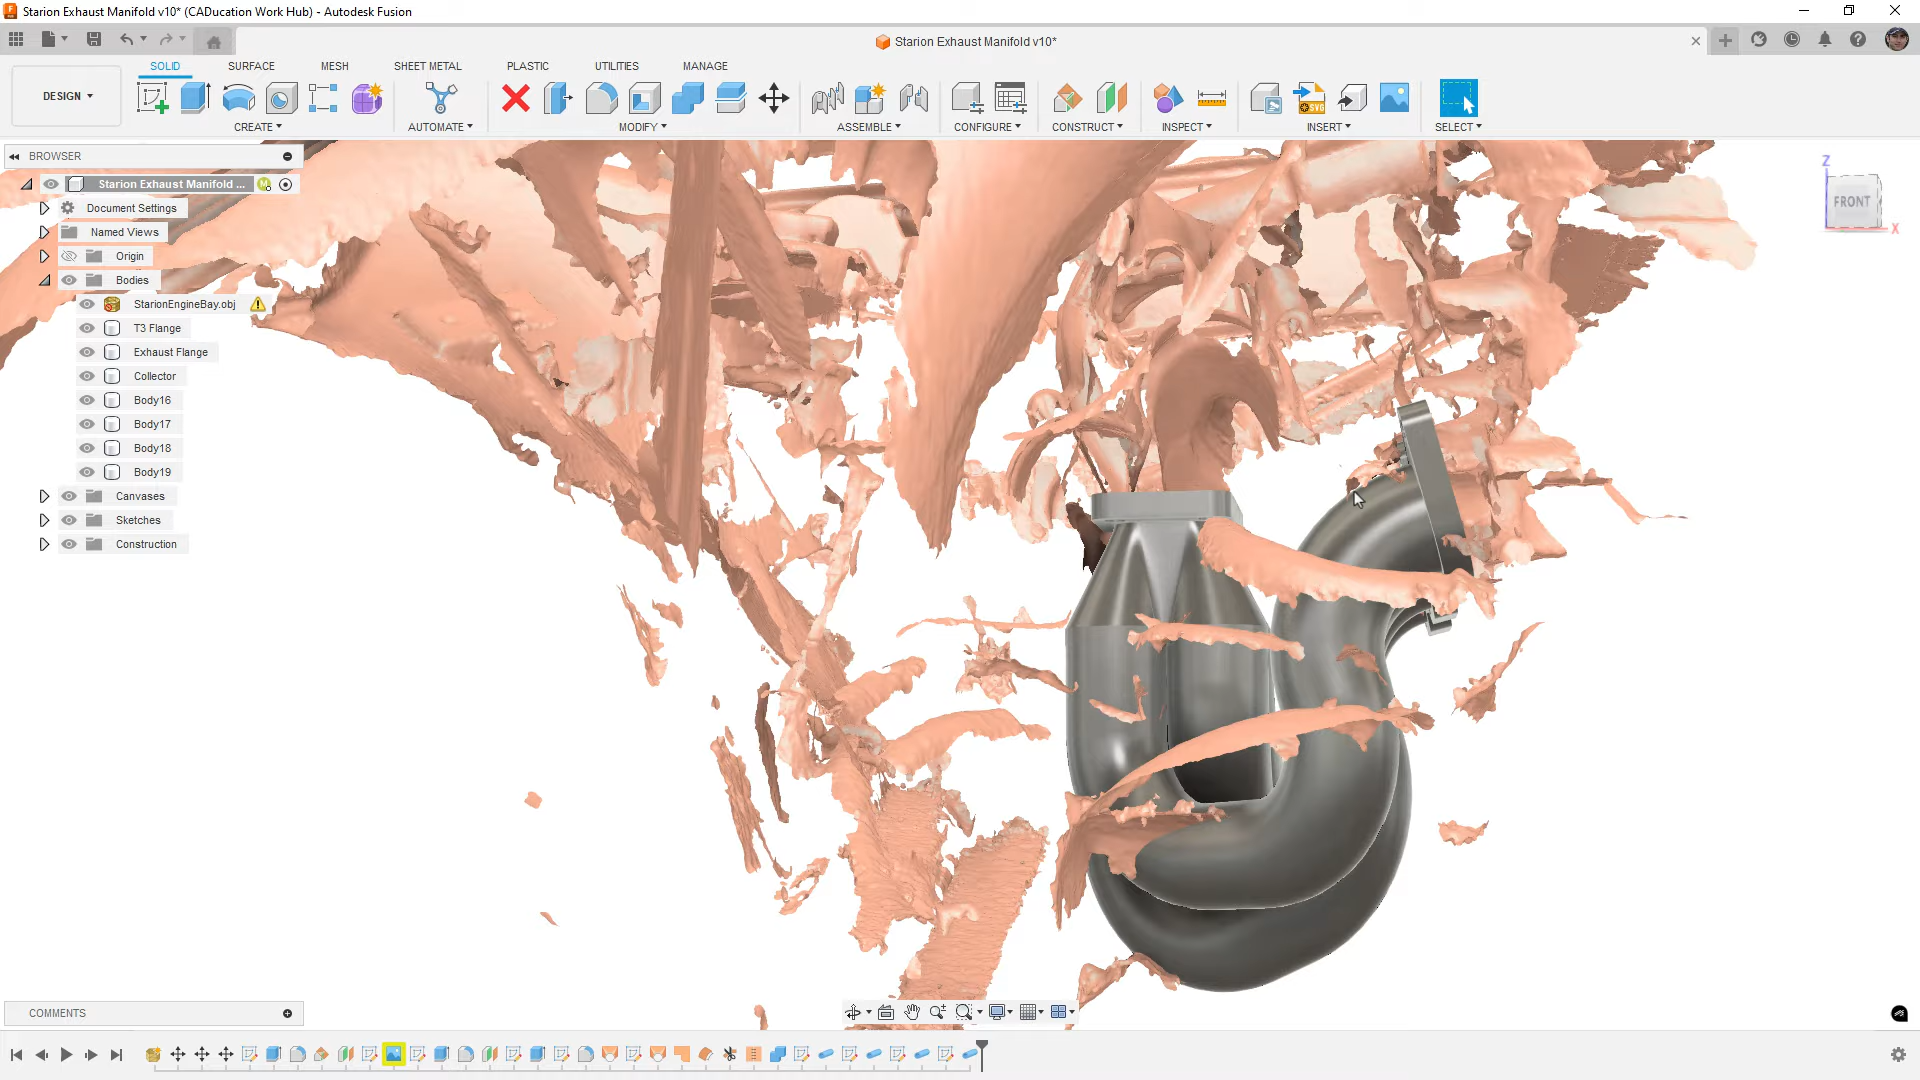 Starion Exhaust Manifold v10* (CADucation Work Hub) - Autodesk Fusion
Starion Exhaust Manifold v10*
SOLID SURFACE MESH SHEET METAL PLASTIC UTILITIES MANAGE
DESIGN
CREATE AUTOMATE MODIFY ASSEMBLE CONFIGURE CONSTRUCT INSPECT INSERT SELECT
SVG
BROWSER
Starion Exhaust Manifold ...
Document Settings
Named Views
Origin
Bodies
StarionEngineBay.obj
T3 Flange
Exhaust Flange
Collector
Body16
Body17
Body18
Body19
Canvases
Sketches
Construction
Z
FRONT
X
COMMENTS